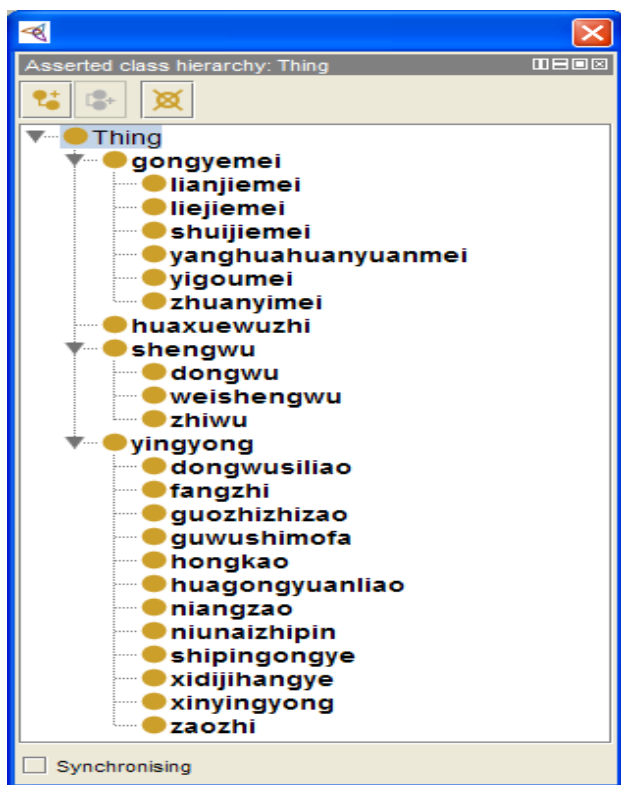 Asserted class hierarchy: Thing
Thing
gongyemei
lianjiemei
liejiemei
shuijiemei
yanghuahuanyuanmei
yigoumei
zhuanyimei
huaxuewuzhi
shengwu
dongwu
weishengwu
zhiwu
yingyong
dongwusiliao
fangzhi
guozhizhizao
guwushimofa
hongkao
huagongyuanliao
niangzao
niunaizhipin
shipingongye
xidijihangye
xinyingyong
zaozhi
Synchronising